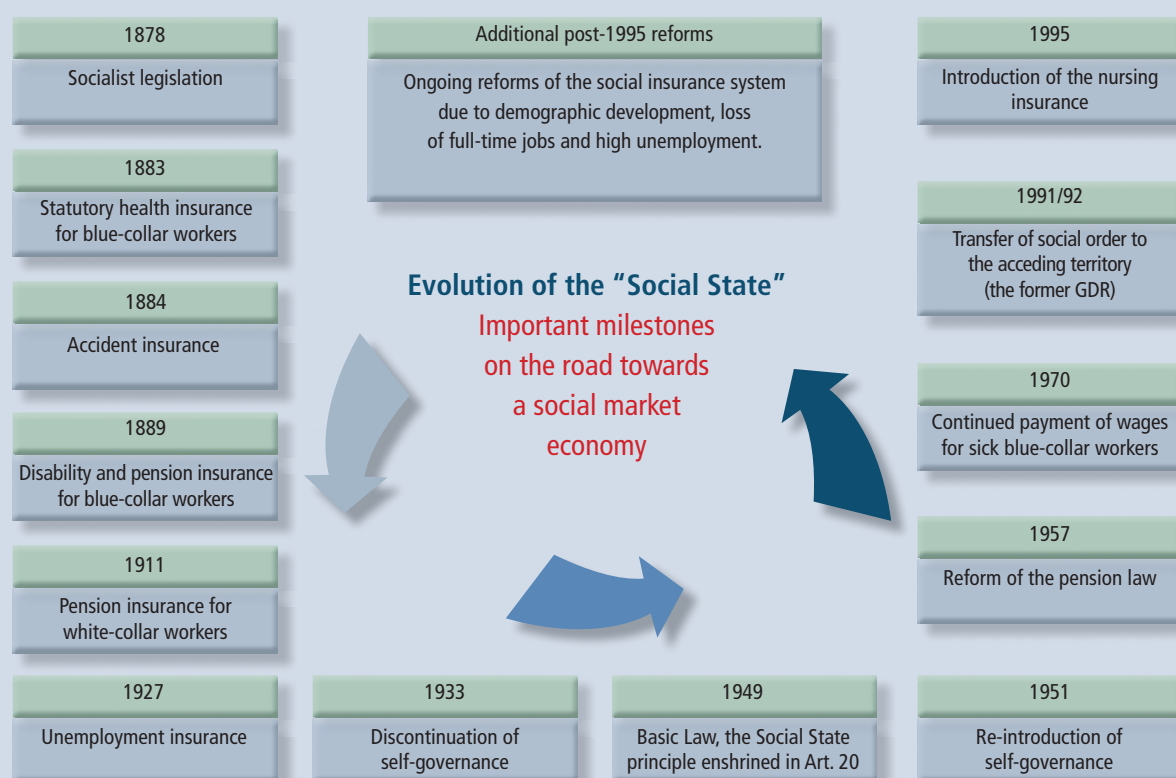 1878
Socialist legislation
1883
Statutory health insurance
for blue-collar workers
1884
Accident insurance
1889
Disability and pension insurance
for blue-collar workers
1911
Pension insurance for
white-collar workers
1927
Unemployment insurance
1933
Discontinuation of
self-governance
1949
Basic Law, the Social State
principle enshrined in Art. 20
1951
Re-introduction of
self-governance
1957
Reform of the pension law
1970
Continued payment of wages
for sick blue-collar workers
1991/92
Transfer of social order to
the acceding territory
(the former GDR)
1995
Introduction of the nursing
insurance
Additional post-1995 reforms
Ongoing reforms of the social insurance system
due to demographic development, loss
of full-time jobs and high unemployment.
Evolution of the “Social State”
Important milestones
on the road towards
a social market
economy